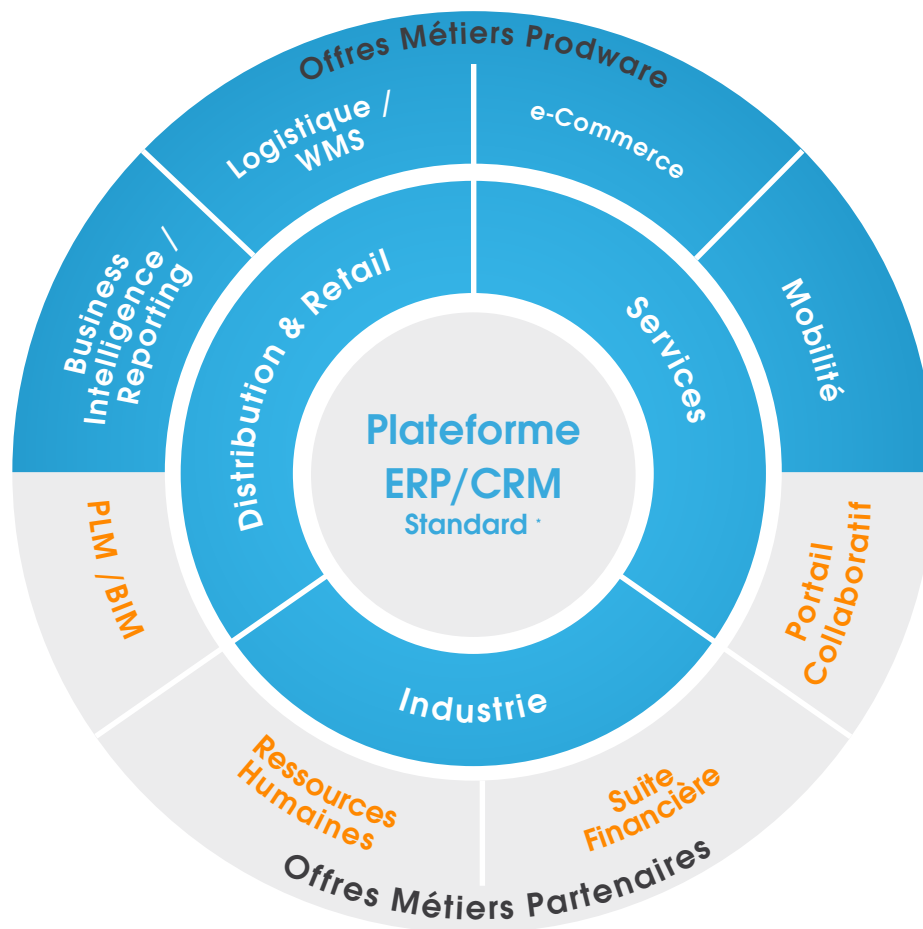 Offres Métiers Prodware
Logistique /
WMS
e-Commerce
Business
Intelligence /
Reporting
Mobilité
Distribution & Retail
Services
Plateforme
ERP/CRM
Standard *
Industrie
PLM /BIM
Portail
Collaboratif
Ressources
Humaines
Suite
Financière
Offres Métiers Partenaires